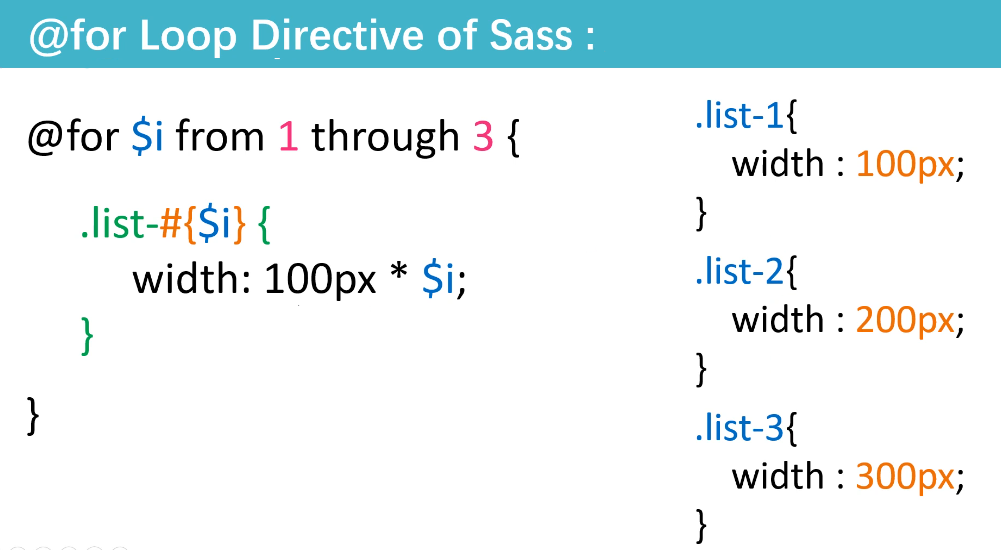 @for Loop Directive of Sass :
@for $i from 1 through 3 {
.list-#{$i} {
width: 100px * $i;
}
}
.list-1{
width : 100px;
}
.list-2{
width : 200px;
}
.list-3{
width : 300px;
}